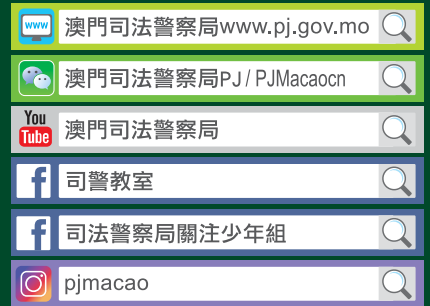 www 澳門司法警察局www.pj.gov.mo
澳門司法警察局PJ / PJMacaocn
You
Tube 澳門司法警察局
f 司警教室
f 司法警察局關注少年組
pjmacao